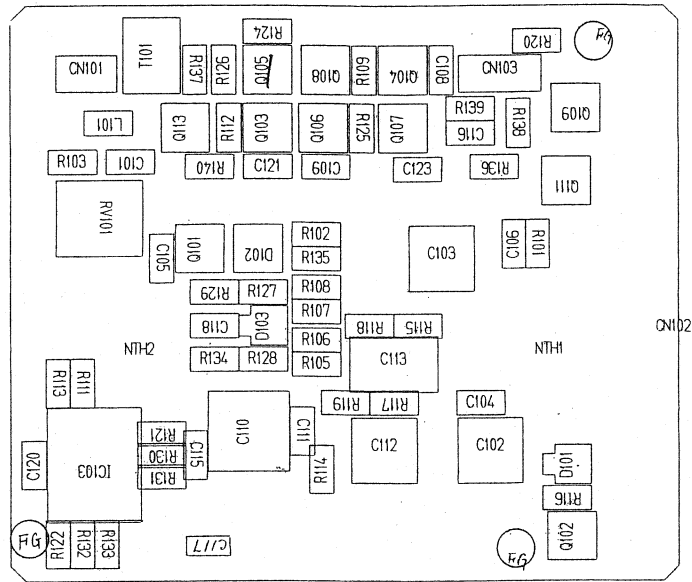 R124
R120
FG
CN101
T101
R137
R126
Q105
Q108
R109
Q104
C108
CN103
L101
Q113
R112
Q103
Q106
R125
Q107
R139
C116
R138
Q109
R103
C101
R140
C121
C109
C123
R136
Q111
RV101
C105
Q101
D102
R102
R135
C103
C106
R101
R129
R127
R108
R107
C118
D103
R118
R115
CN102
NTH2
R106
NTH1
R134
R128
R105
C113
R113
R111
R119
R117
C104
R121
C110
C111
C112
C102
C120
IC103
R130
C115
R114
D101
R131
R116
FG
R122
R132
R133
C117
FG
Q102